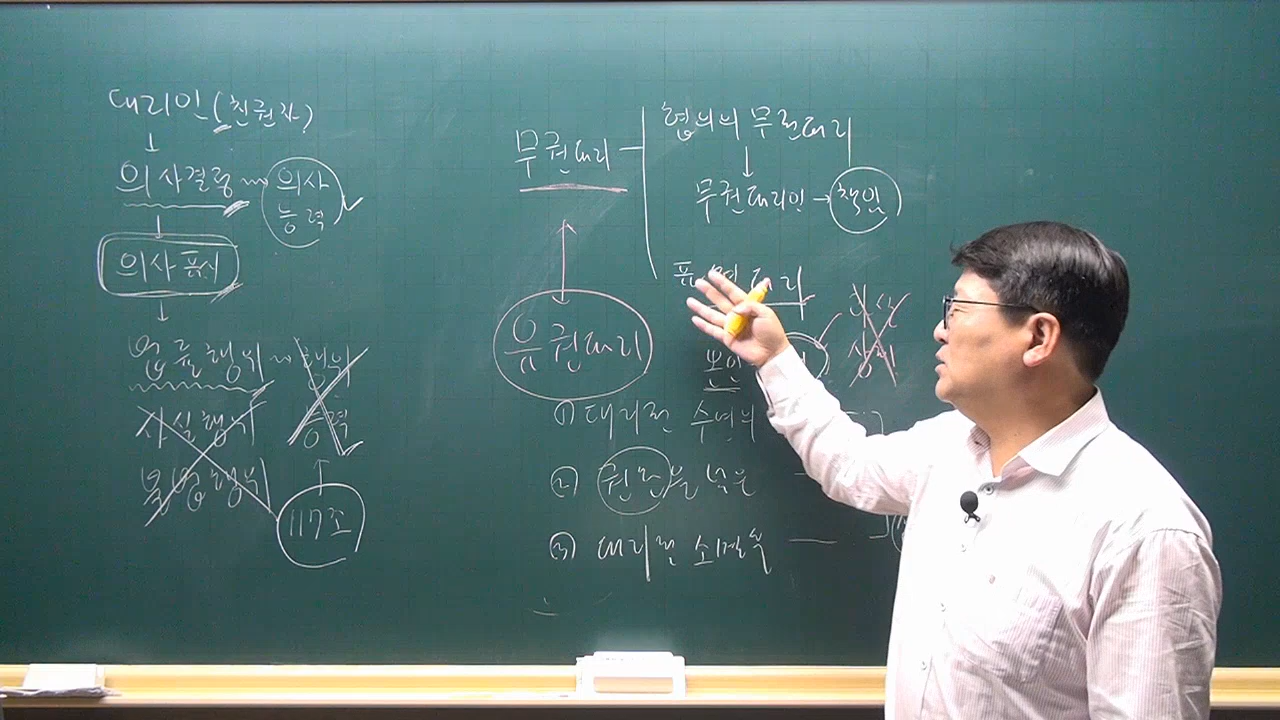 대리인(친권자)
의사결정
의사
능력
의사표시
법률행위
행위
능력
사실행위
불법행위
117조
무권대리
유권대리
협의의 무권대리
무권대리인 → 책임
표현대리
본인
① 대리권 수여의
② 권한을 넘은
③ 대리권 소멸후